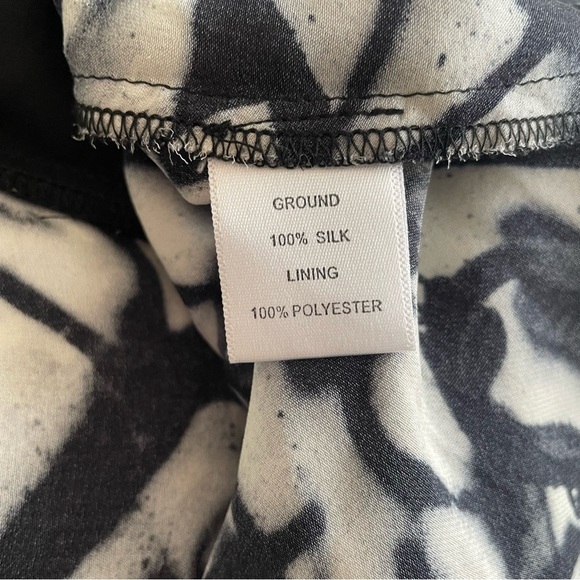 GROUND
100% SILK
LINING
100% POLYESTER